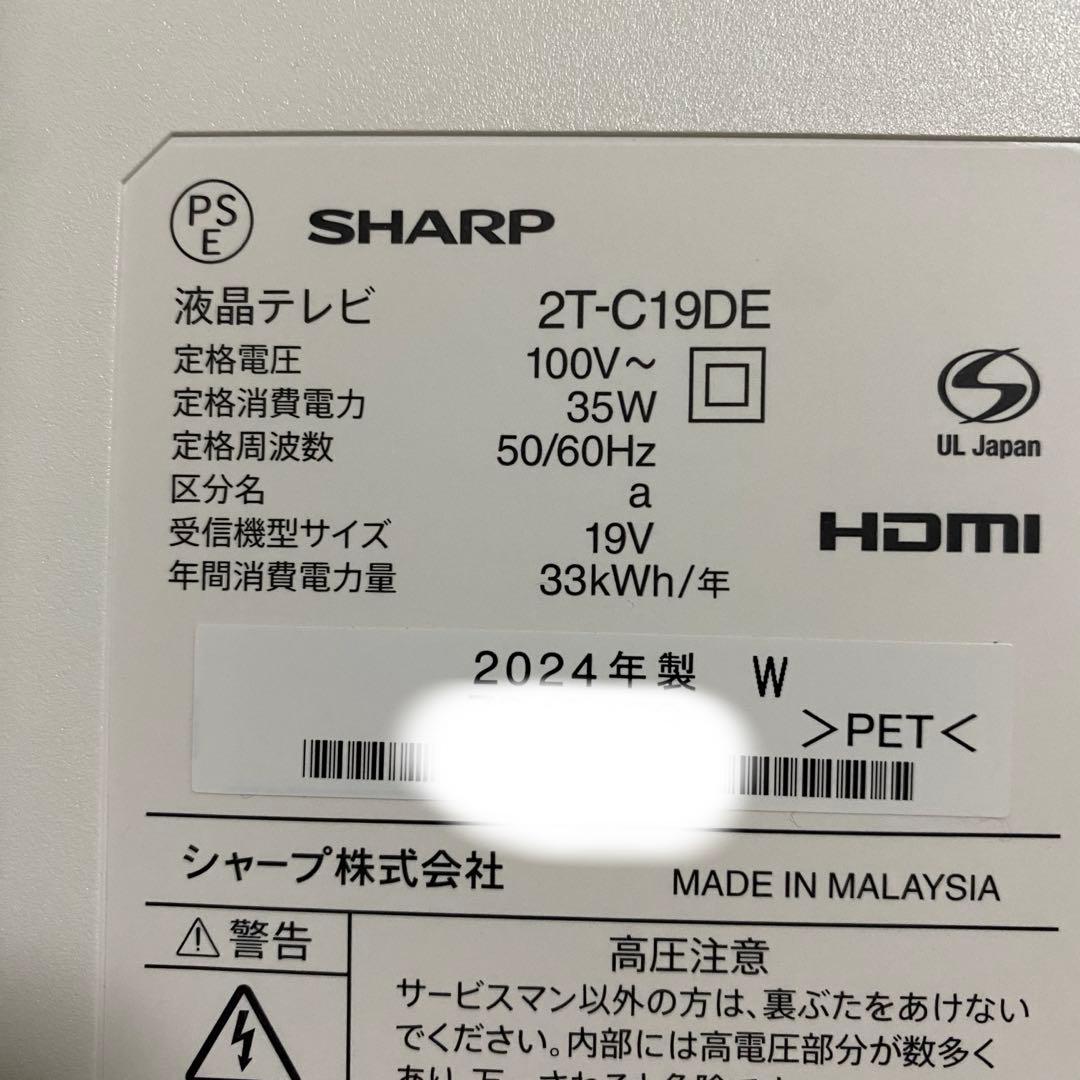 PSE SHARP
液晶テレビ 2T-C19DE
定格電圧 100V～
定格消費電力 35W
定格周波数 50/60Hz
区分名 a
受信機型サイズ 19V
年間消費電力量 33kWh/年
UL Japan
HDMI
2024年製 W
>PET<
シャープ株式会社 MADE IN MALAYSIA
警告
高圧注意
サービスマン以外の方は、裏ぶたをあけない
でください。内部には高電圧部分が数多く